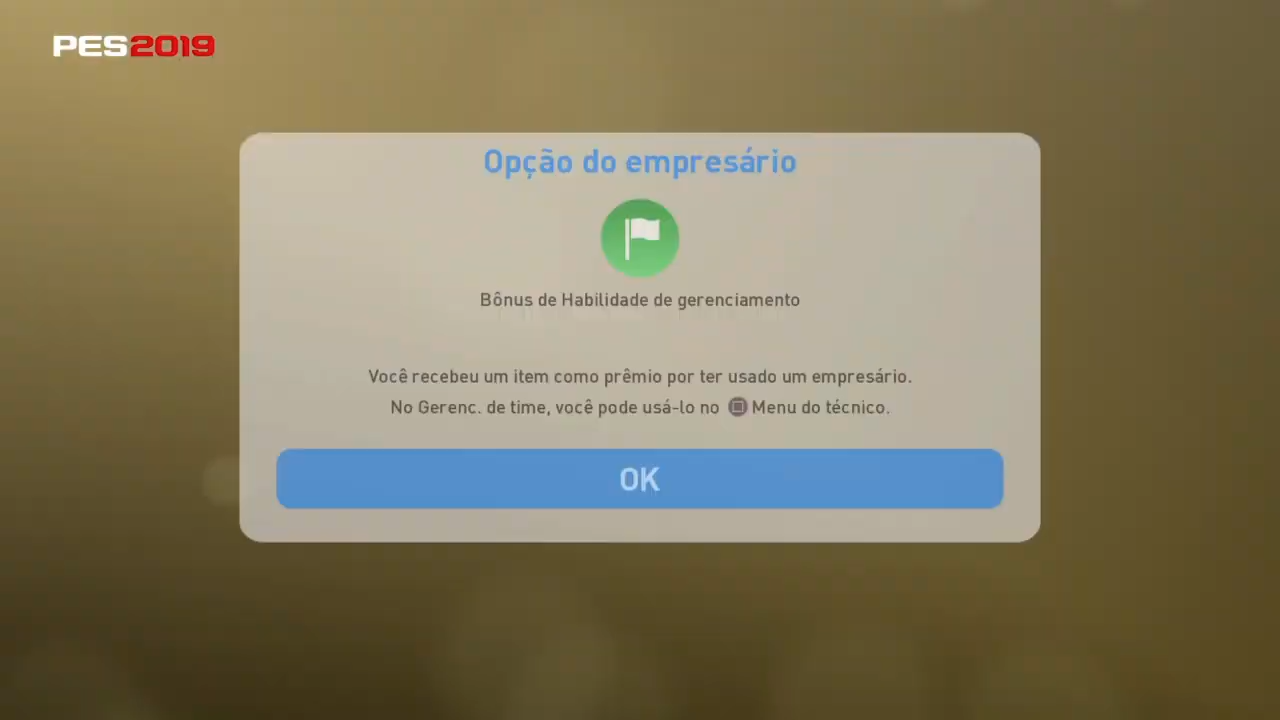 PES2019
Opção do empresário
Bônus de Habilidade de gerenciamento
Você recebeu um item como prêmio por ter usado um empresário.
No Gerenc. de time, você pode usá-lo no Menu do técnico.
OK